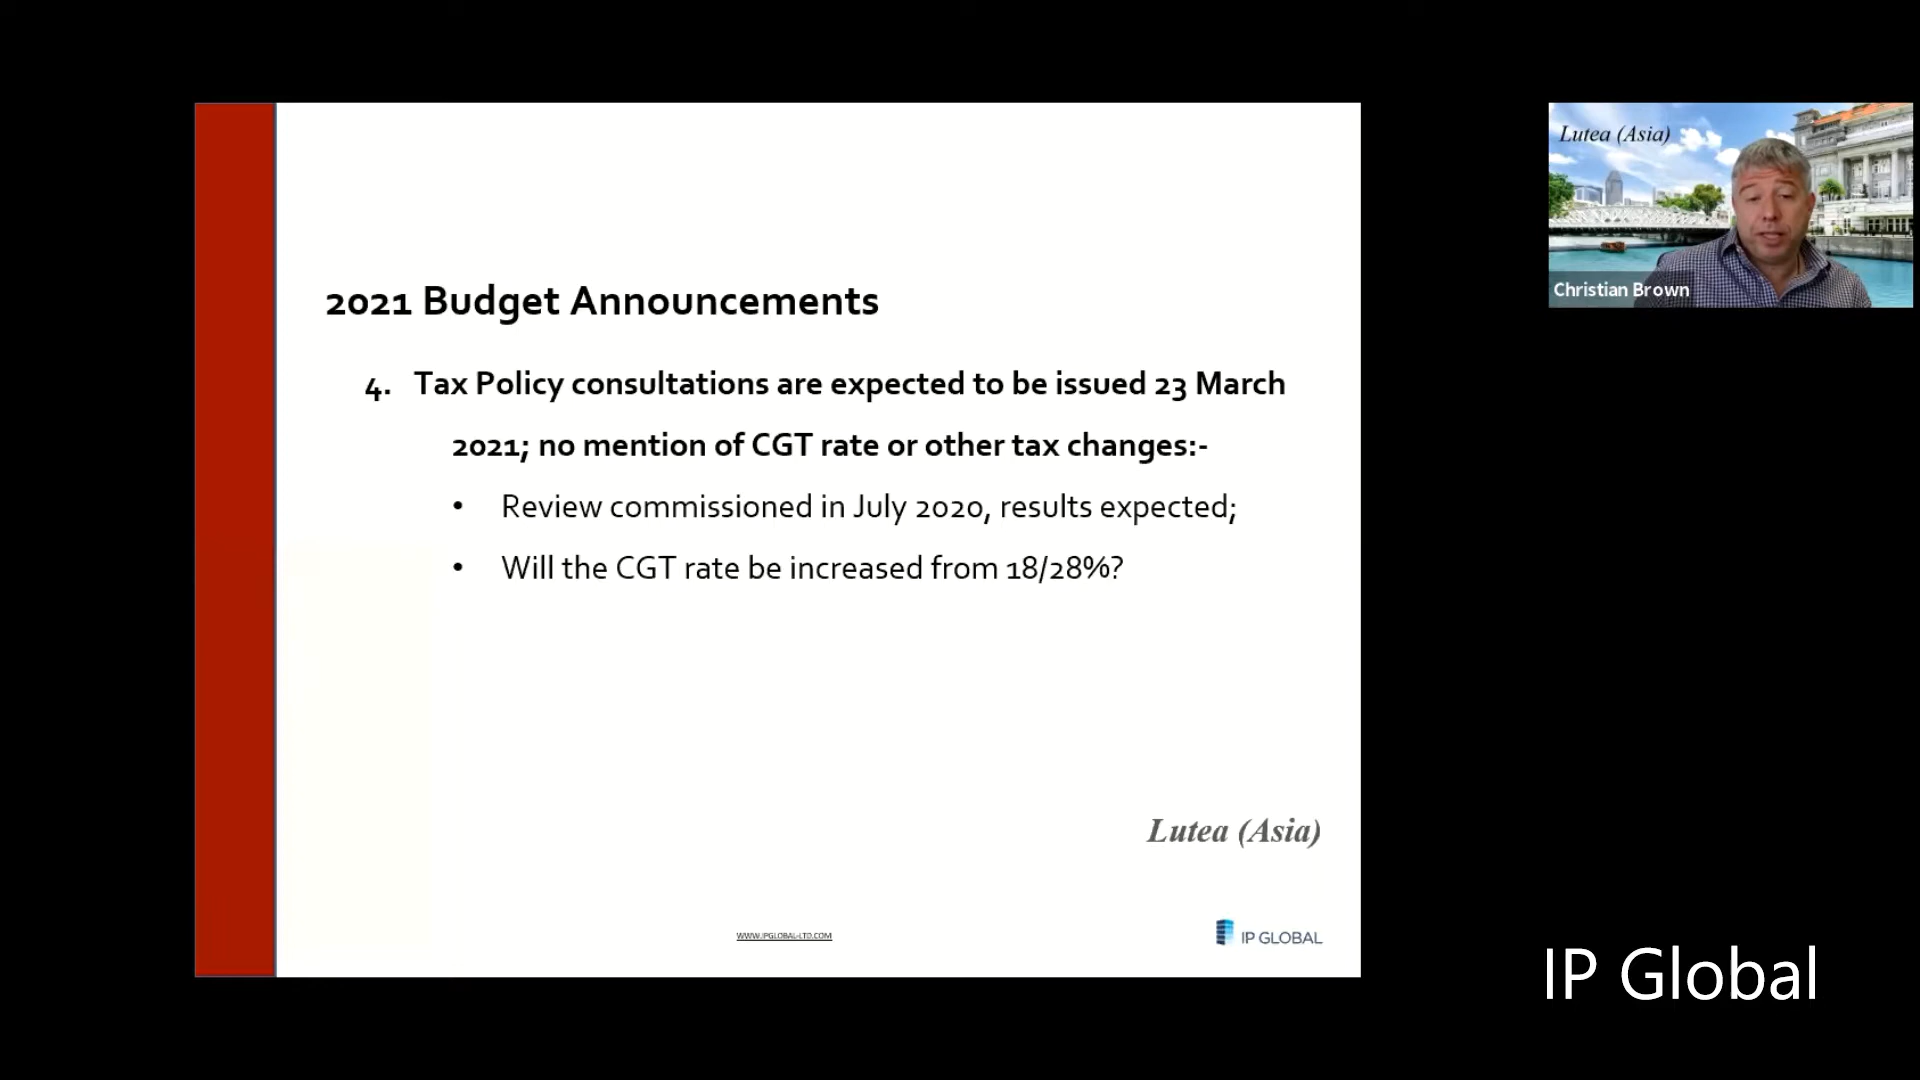 2021 Budget Announcements
4. Tax Policy consultations are expected to be issued 23 March
2021; no mention of CGT rate or other tax changes:-
• Review commissioned in July 2020, results expected;
• Will the CGT rate be increased from 18/28%?
Lutea (Asia)
WWW.IPGLOBAL-LTD.COM
IP GLOBAL
Lutea (Asia)
Christian Brown
IP Global